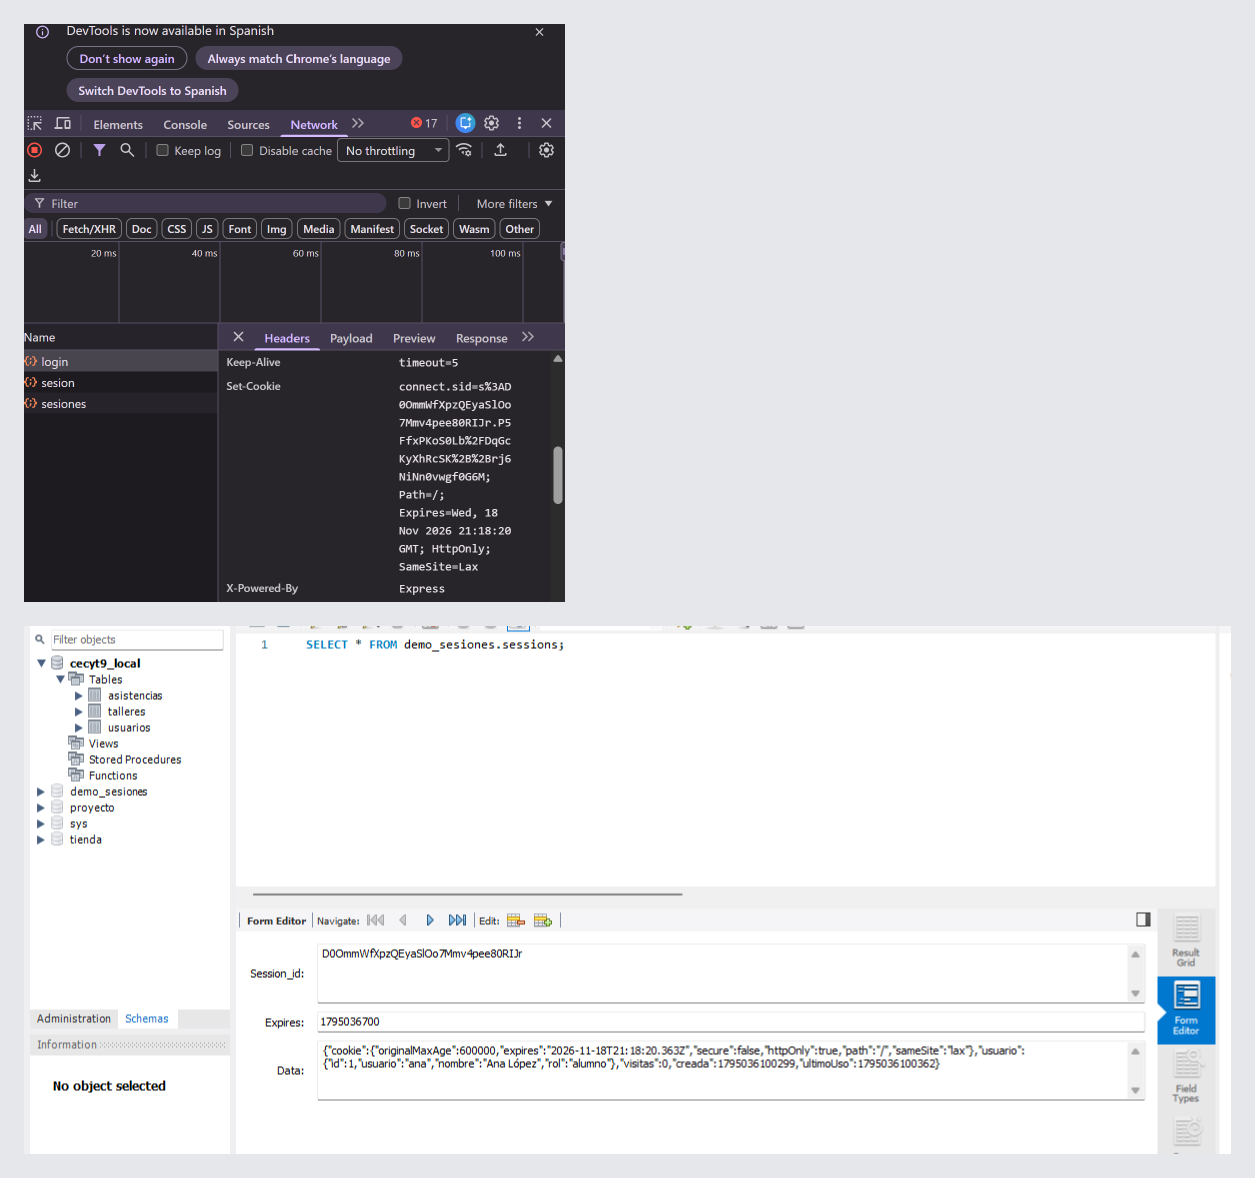 DevTools is now available in Spanish
Don't show again
Always match Chrome's language
Switch DevTools to Spanish
Elements Console Sources Network 17
Keep log Disable cache No throttling
Filter Invert More filters
All Fetch/XHR Doc CSS JS Font Img Media Manifest Socket Wasm Other
20 ms 40 ms 60 ms 80 ms 100 ms
Name
login
sesion
sesiones
Headers Payload Preview Response
Keep-Alive timeout=5
Set-Cookie connect.sid=s%3AD
0OmmWfXpzQEyaSlOo
7Mmv4pee80RIJr.P5
FfxPKoS0Lb%2FDqGc
KyXhRcSK%2B%2Brj6
NiNn0vwgf0G6M;
Path=/;
Expires=Wed, 18
Nov 2026 21:18:20
GMT; HttpOnly;
SameSite=Lax
X-Powered-By Express
Filter objects
cecyt9_local
Tables
asistencias
talleres
usuarios
Views
Stored Procedures
Functions
demo_sesiones
proyecto
sys
tienda
Administration Schemas
Information
No object selected
1 SELECT * FROM demo_sesiones.sessions;
Form Editor Navigate: Edit:
Session_id: D0OmmWfXpzQEyaSlOo7Mmv4pee80RIJr
Expires: 1795036700
Data: {"cookie":{"originalMaxAge":600000,"expires":"2026-11-18T21:18:20.363Z","secure":false,"httpOnly":true,"path":"/","sameSite":"lax"},"usuario":
{"id":1,"usuario":"ana","nombre":"Ana López","rol":"alumno"},"visitas":0,"creada":1795036100299,"ultimoUso":1795036100362}
Result
Grid
Form
Editor
Field
Types